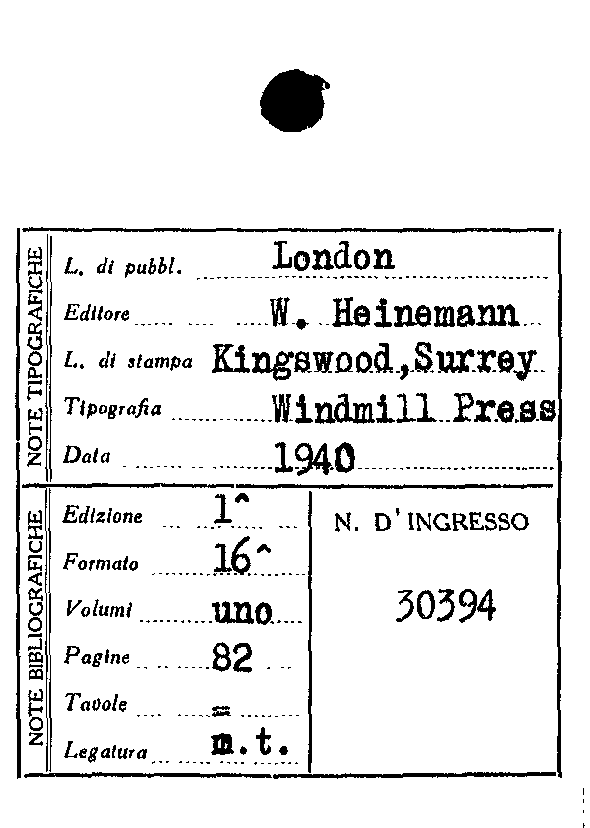 NOTE TIPOGRAFICHE
L. di pubbl. London
Editore W. Heinemann
L. di stampa Kingswood,Surrey
Tipografia Windmill Press
Data 1940
NOTE BIBLIOGRAFICHE
Edizione 1^
Formato 16^
Volumi uno
Pagine 82
Tavole =
Legatura m.t.
N. D'INGRESSO
30394